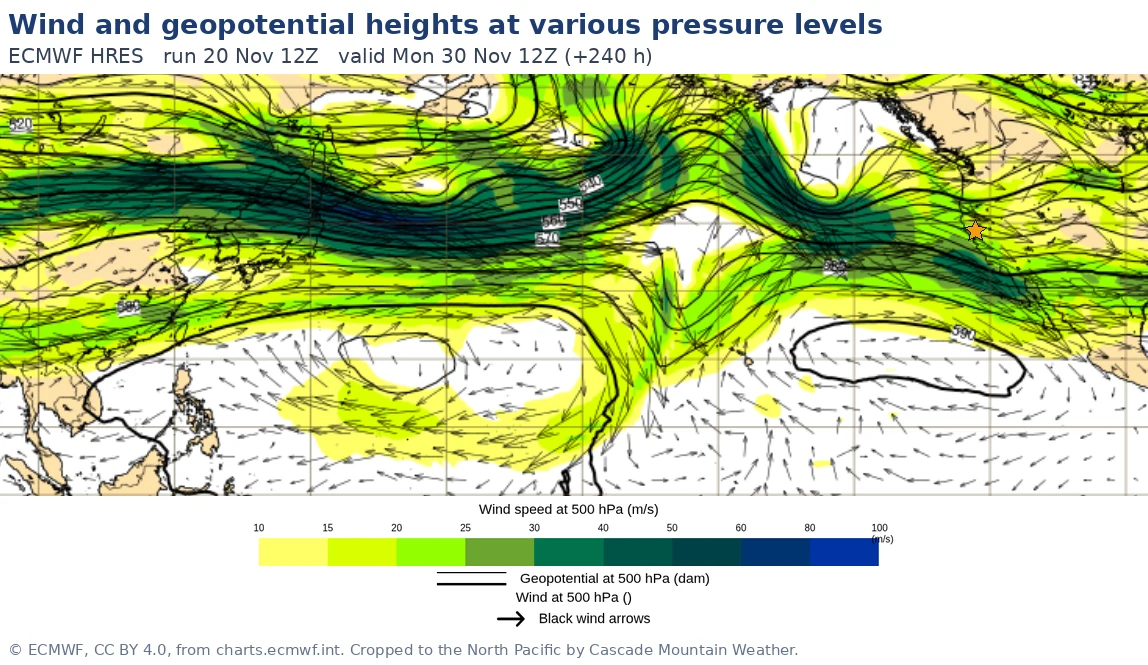 Wind and geopotential heights at various pressure levels
ECMWF HRES run 20 Nov 12Z valid Mon 30 Nov 12Z (+240 h)
520
540
550
560
570
580
580
590
Wind speed at 500 hPa (m/s)
10 15 20 25 30 40 50 60 80 100
(m/s)
Geopotential at 500 hPa (dam)
Wind at 500 hPa ()
Black wind arrows
© ECMWF, CC BY 4.0, from charts.ecmwf.int. Cropped to the North Pacific by Cascade Mountain Weather.